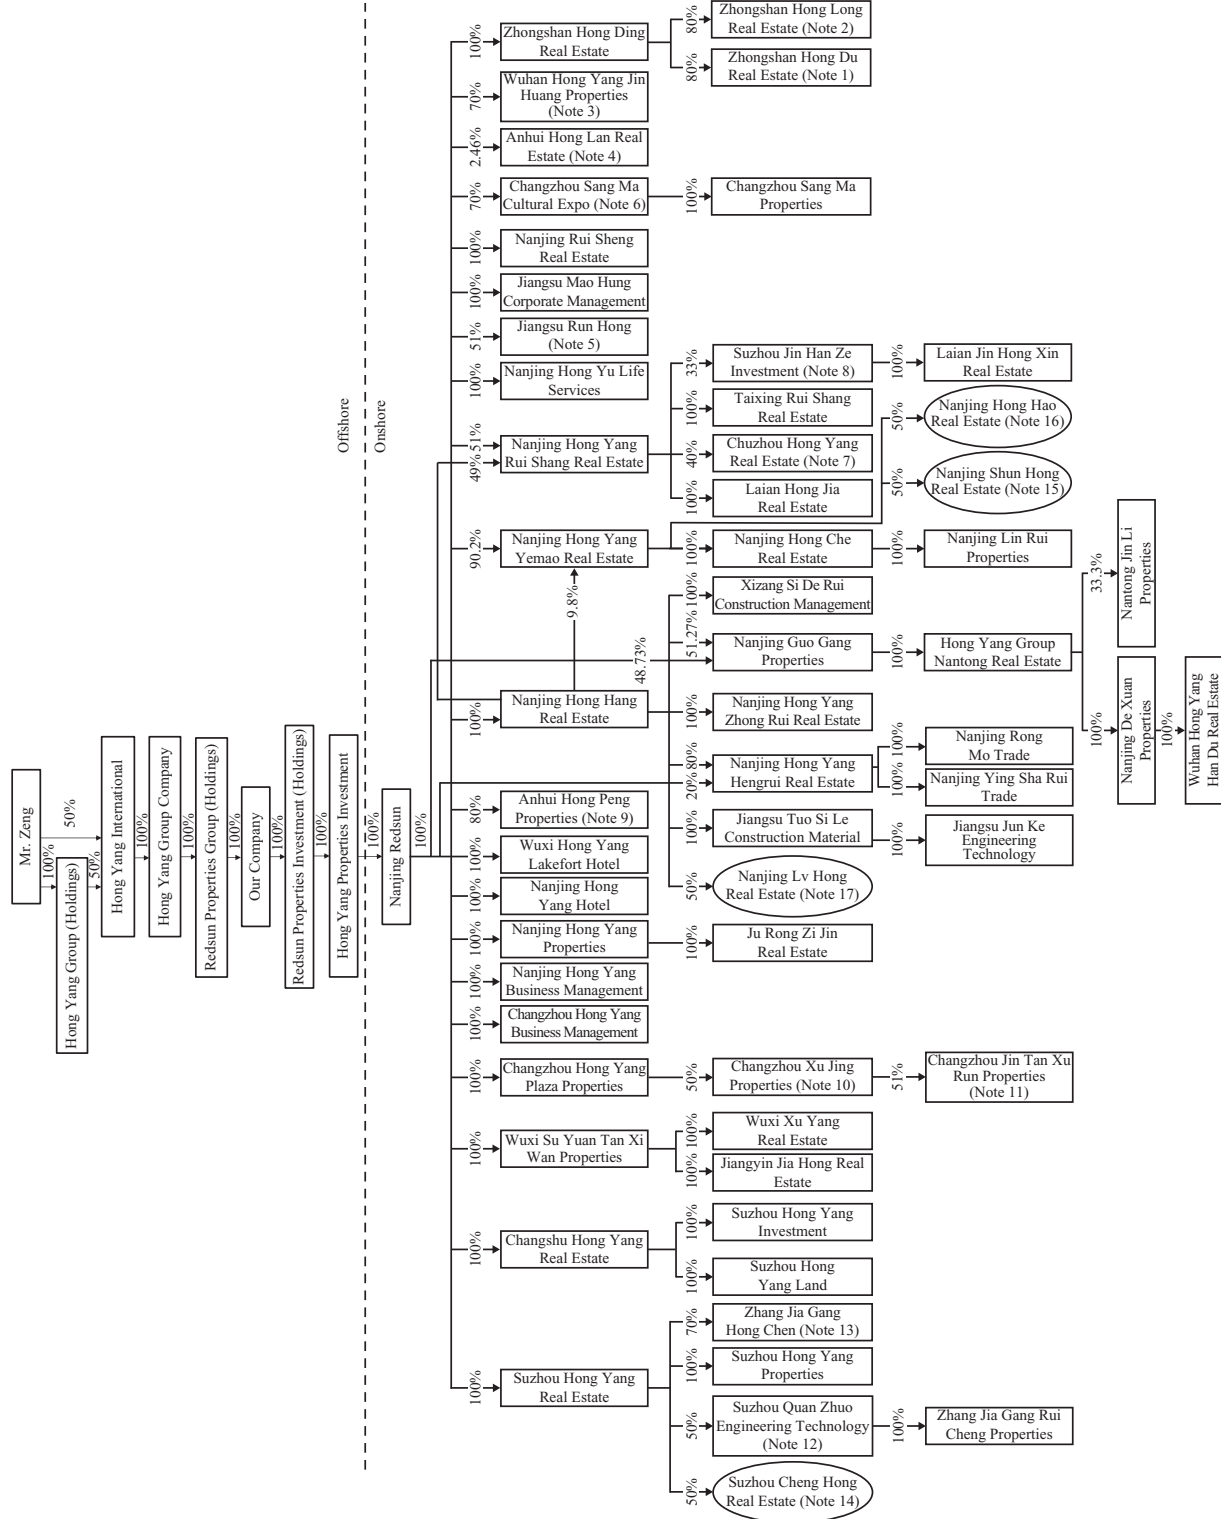 Mr. Zeng
100%
50%
Hong Yang Group (Holdings)
50%
Hong Yang International
100%
Hong Yang Group Company
100%
Redsun Properties Group (Holdings)
100%
Our Company
100%
Redsun Properties Investment (Holdings)
100%
Hong Yang Properties Investment
Offshore
Onshore
100%
Nanjing Redsun
100%
100%
Zhongshan Hong Ding
Real Estate
80%
Zhongshan Hong Long
Real Estate (Note 2)
80%
Zhongshan Hong Du
Real Estate (Note 1)
70%
Wuhan Hong Yang Jin
Huang Properties
(Note 3)
2.46%
Anhui Hong Lan Real
Estate (Note 4)
70%
Changzhou Sang Ma
Cultural Expo (Note 6)
100%
Changzhou Sang Ma
Properties
100%
Nanjing Rui Sheng
Real Estate
100%
Jiangsu Mao Hung
Corporate Management
51%
Jiangsu Run Hong
(Note 5)
100%
Nanjing Hong Yu Life
Services
51%
49%
Nanjing Hong Yang
Rui Shang Real Estate
33%
Suzhou Jin Han Ze
Investment (Note 8)
100%
Laian Jin Hong Xin
Real Estate
100%
Taixing Rui Shang
Real Estate
40%
Chuzhou Hong Yang
Real Estate (Note 7)
100%
Laian Hong Jia
Real Estate
50%
Nanjing Hong Hao
Real Estate (Note 16)
50%
Nanjing Shun Hong
Real Estate (Note 15)
90.2%
Nanjing Hong Yang
Yemao Real Estate
100%
Nanjing Hong Che
Real Estate
100%
Nanjing Lin Rui
Properties
9.8%
100%
Xizang Si De Rui
Construction Management
51.27%
48.73%
Nanjing Guo Gang
Properties
100%
Hong Yang Group
Nantong Real Estate
33.3%
Nantong Jin Li
Properties
100%
Nanjing De Xuan
Properties
100%
Wuhan Hong Yang
Han Du Real Estate
100%
Nanjing Hong Hang
Real Estate
100%
Nanjing Hong Yang
Zhong Rui Real Estate
80%
20%
Nanjing Hong Yang
Hengrui Real Estate
100%
Nanjing Rong
Mo Trade
100%
Nanjing Ying Sha Rui
Trade
80%
Anhui Hong Peng
Properties (Note 9)
100%
Jiangsu Tuo Si Le
Construction Material
100%
Jiangsu Jun Ke
Engineering
Technology
100%
Wuxi Hong Yang
Lakefort Hotel
50%
Nanjing Lv Hong
Real Estate (Note 17)
100%
Nanjing Hong
Yang Hotel
100%
Nanjing Hong Yang
Properties
100%
Ju Rong Zi Jin
Real Estate
100%
Nanjing Hong Yang
Business Management
100%
Changzhou Hong Yang
Business Management
100%
Changzhou Hong Yang
Plaza Properties
50%
Changzhou Xu Jing
Properties (Note 10)
51%
Changzhou Jin Tan Xu
Run Properties
(Note 11)
100%
Wuxi Su Yuan Tan Xi
Wan Properties
100%
Wuxi Xu Yang
Real Estate
100%
Jiangyin Jia Hong Real
Estate
100%
Changshu Hong Yang
Real Estate
100%
Suzhou Hong Yang
Investment
100%
Suzhou Hong
Yang Land
100%
Suzhou Hong Yang
Real Estate
70%
Zhang Jia Gang
Hong Chen (Note 13)
100%
Suzhou Hong Yang
Properties
50%
Suzhou Quan Zhuo
Engineering Technology
(Note 12)
100%
Zhang Jia Gang Rui
Cheng Properties
50%
Suzhou Cheng Hong
Real Estate (Note 14)